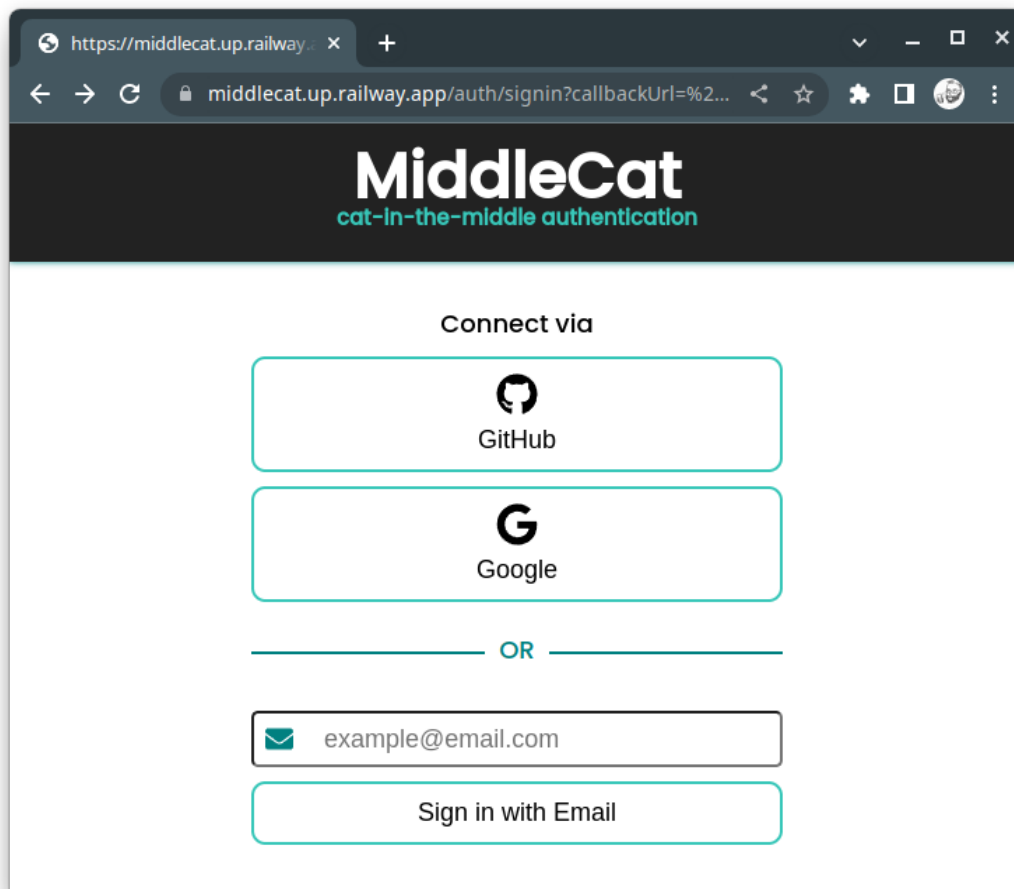 https://middlecat.up.railway.a
middlecat.up.railway.app/auth/signin?callbackUrl=%2...
MiddleCat
cat-in-the-middle authentication
Connect via
GitHub
Google
OR
example@email.com
Sign in with Email